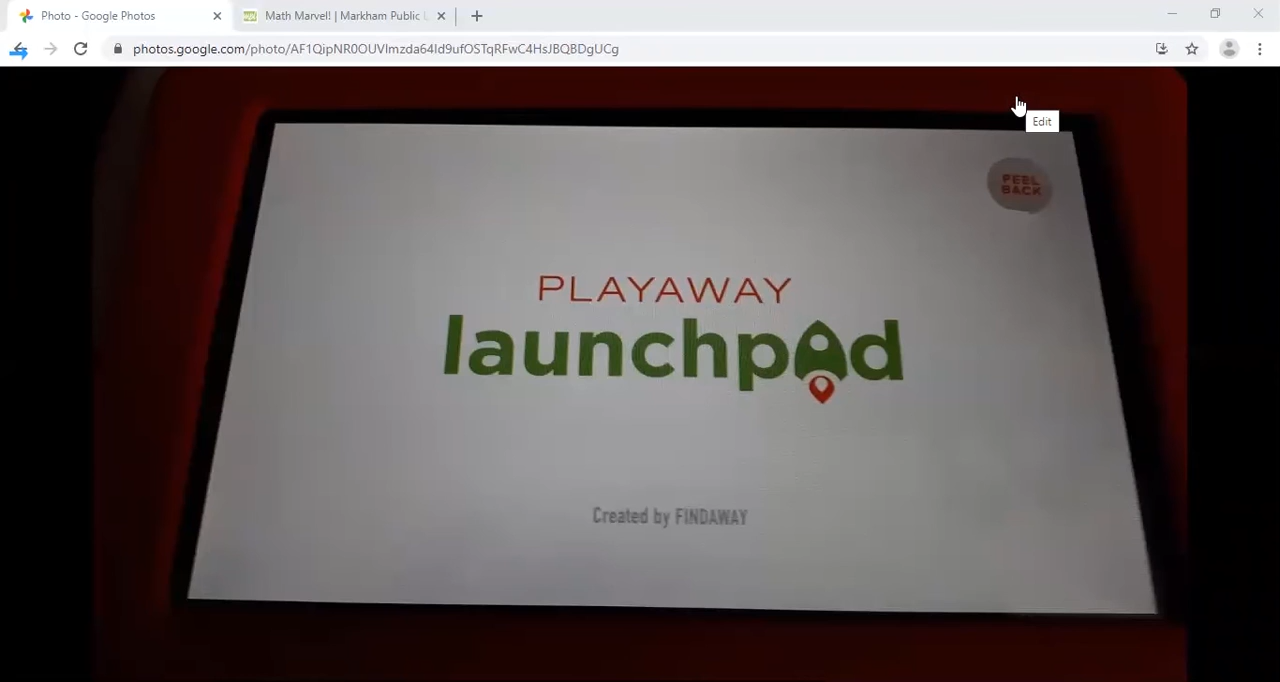 Photo - Google Photos
Math Marvel! | Markham Public L
photos.google.com/photo/AF1QipNR0OUVImzda64Id9ufOSTqRFwC4HsJBQBDgUCg
Edit
PEEL
BACK
PLAYAWAY
launchpad
Created by FINDAWAY